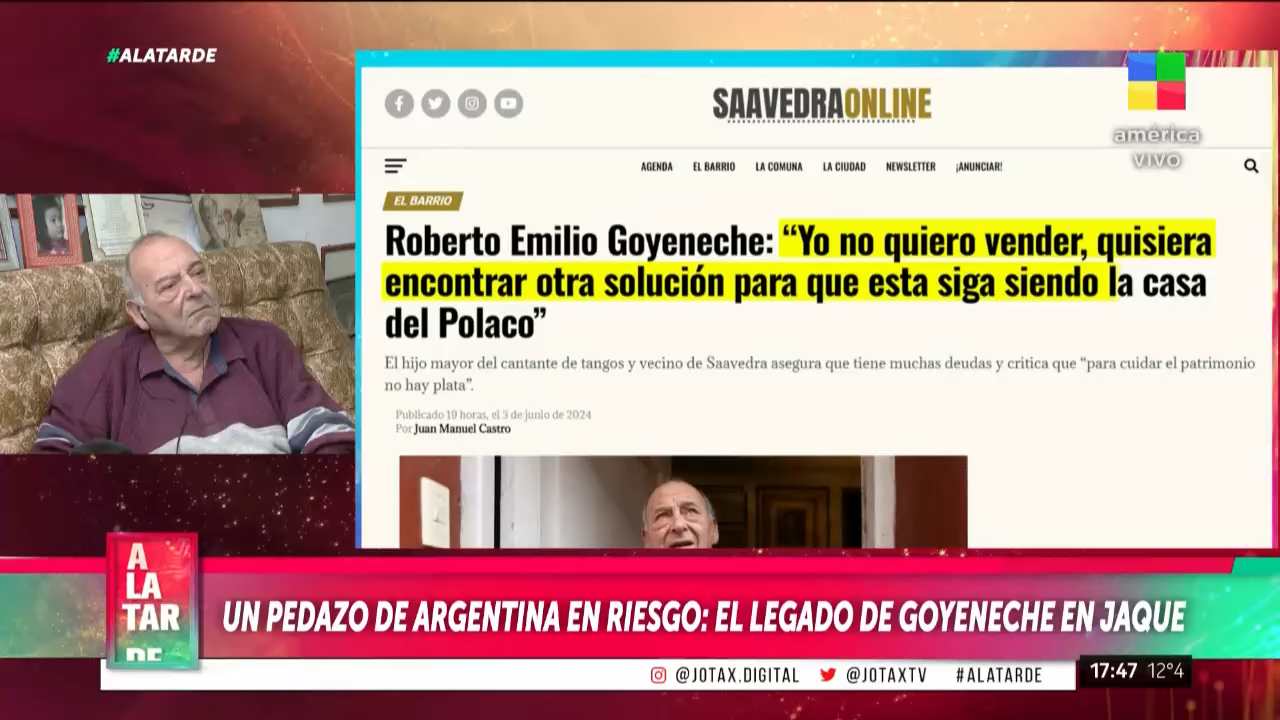 #ALATARDE
SAAVEDRAONLINE
américa
VIVO
AGENDA EL BARRIO LA COMUNA LA CIUDAD NEWSLETTER ¡ANUNCIAR!
EL BARRIO
Roberto Emilio Goyeneche: “Yo no quiero vender, quisiera
encontrar otra solución para que esta siga siendo la casa
del Polaco”
El hijo mayor del cantante de tangos y vecino de Saavedra asegura que tiene muchas deudas y critica que “para cuidar el patrimonio
no hay plata”.
Publicado 19 horas, el 3 de junio de 2024
Por Juan Manuel Castro
A
LA
TAR
DE
UN PEDAZO DE ARGENTINA EN RIESGO: EL LEGADO DE GOYENECHE EN JAQUE
@JOTAX.DIGITAL @JOTAXTV #ALATARDE
17:47 12°4